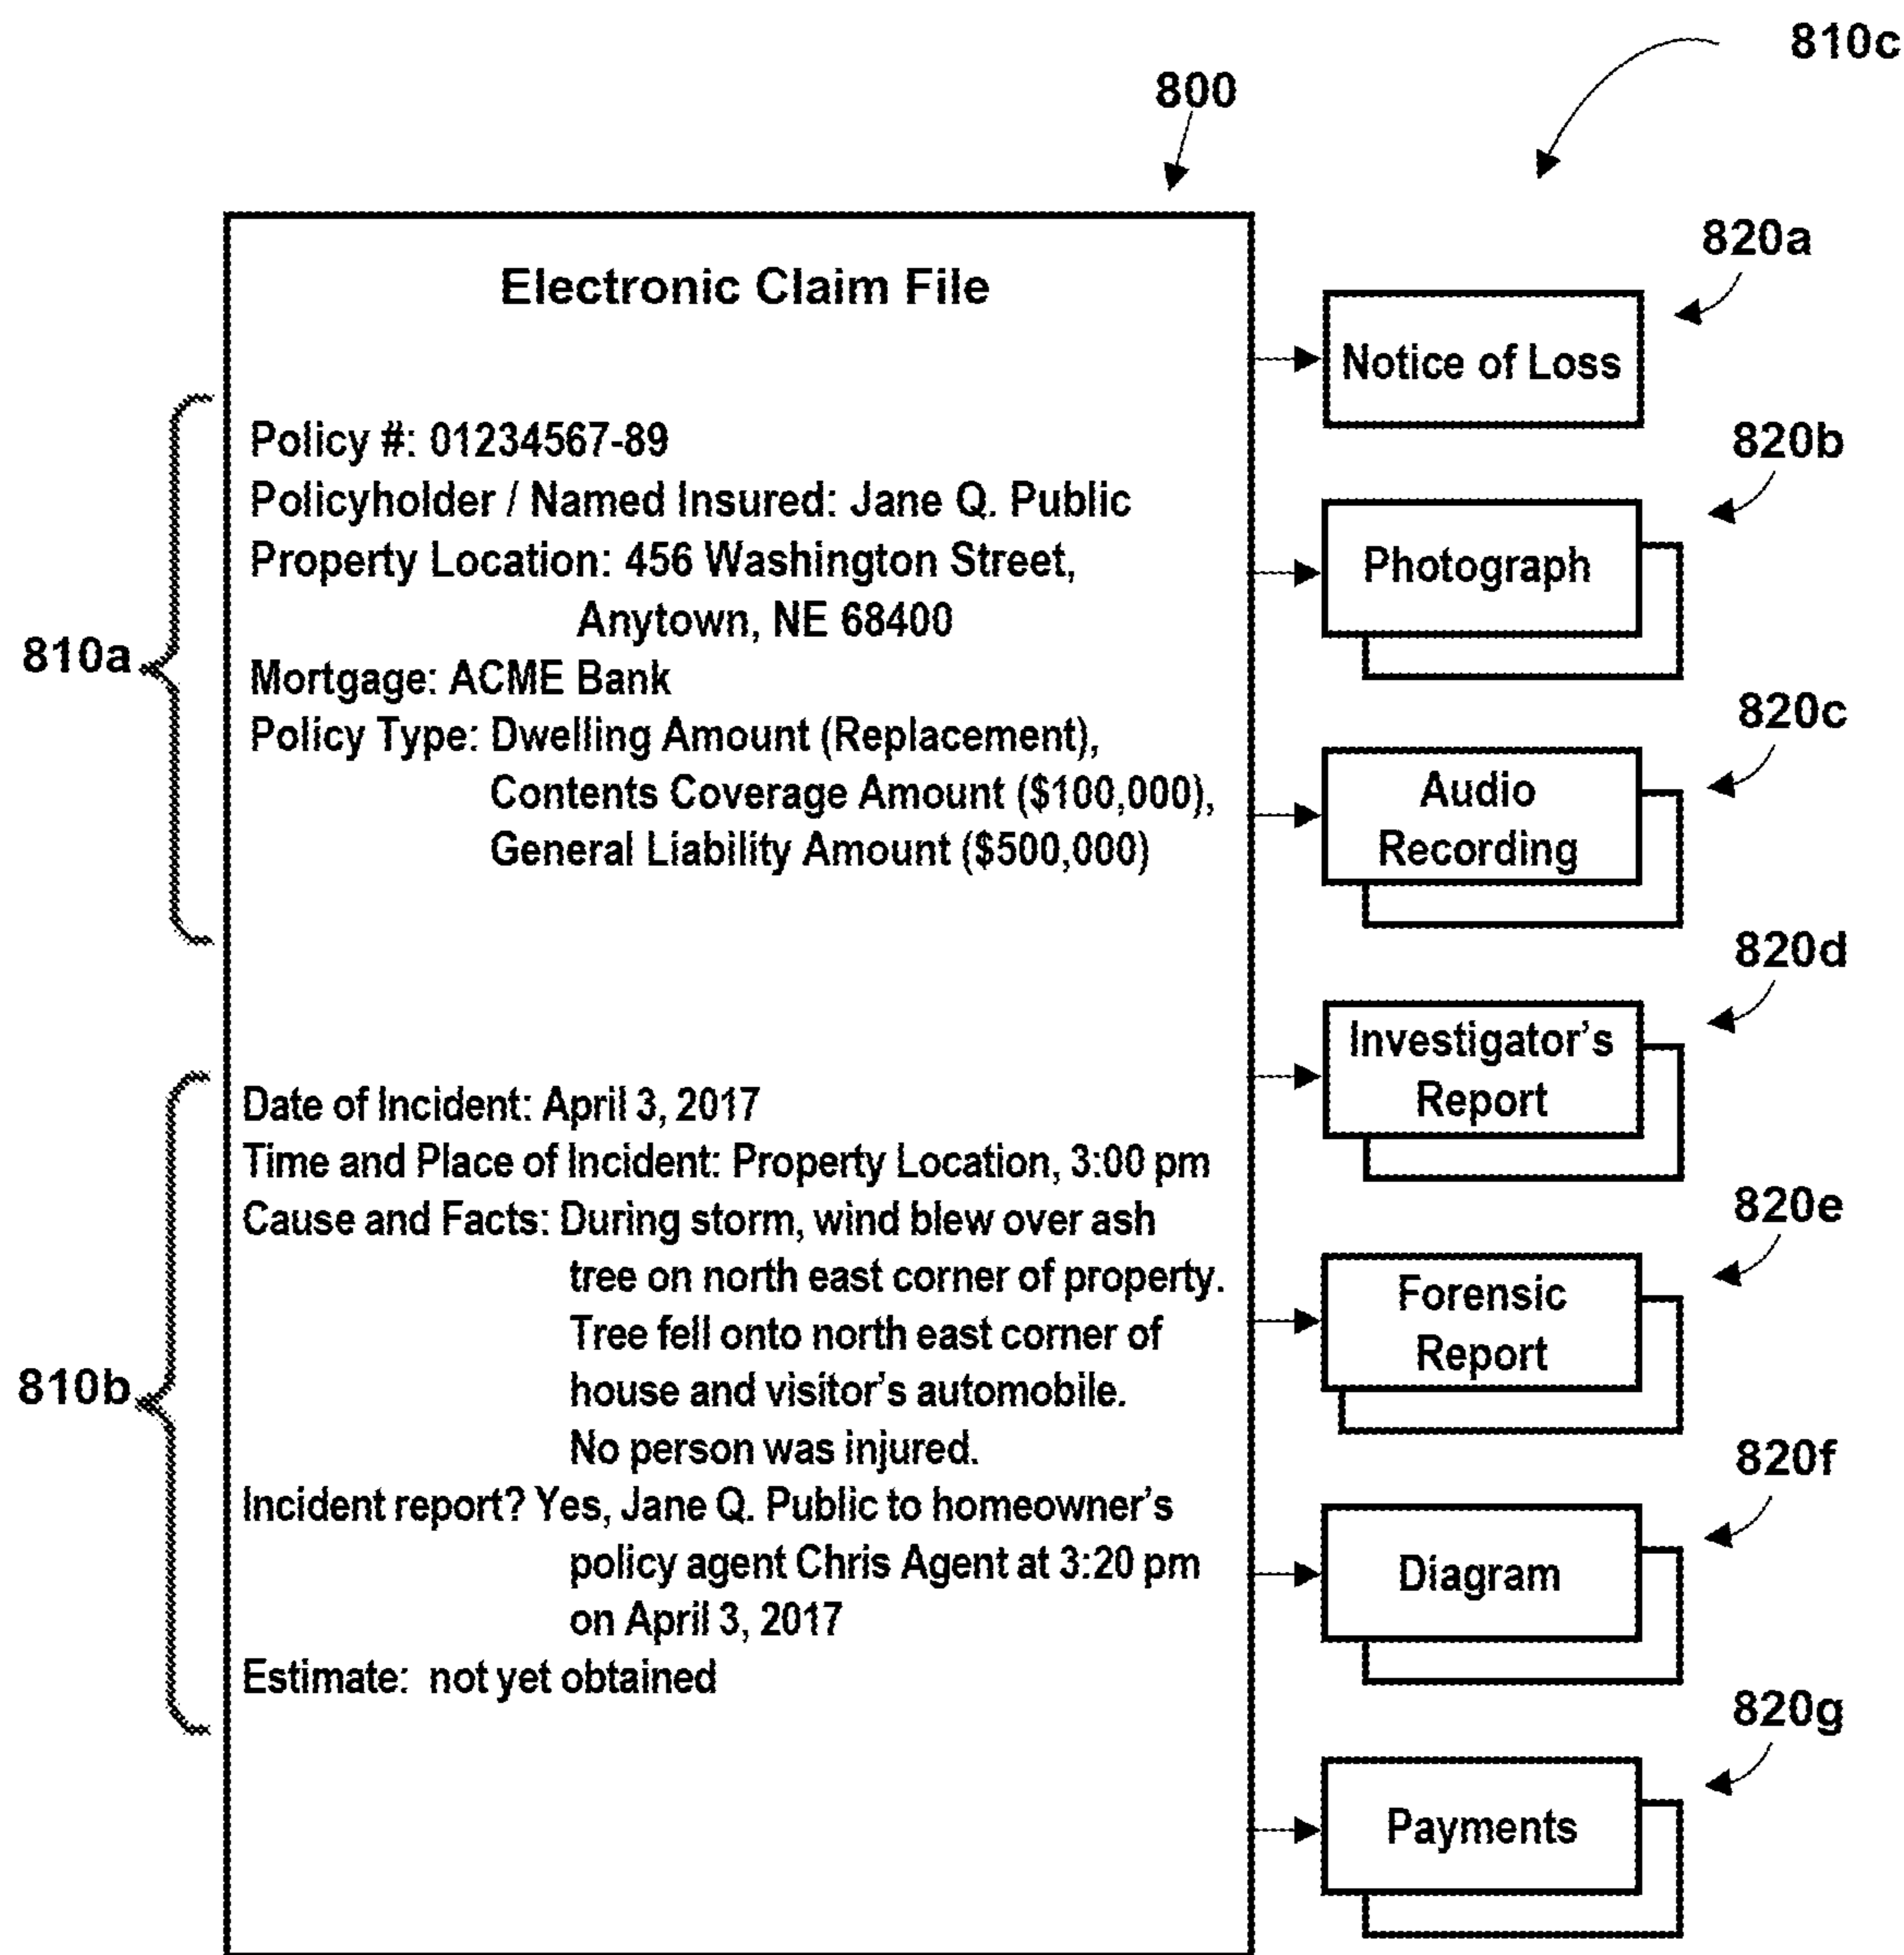 810c
800
820a
Electronic Claim File
Notice of Loss
820b
Policy #: 01234567-89
Policyholder / Named Insured: Jane Q. Public
Property Location: 456 Washington Street,
Anytown, NE 68400
Mortgage: ACME Bank
Policy Type: Dwelling Amount (Replacement),
Contents Coverage Amount ($100,000),
General Liability Amount ($500,000)
810a
Photograph
820c
Audio
Recording
820d
Investigator's
Report
Date of Incident: April 3, 2017
Time and Place of Incident: Property Location, 3:00 pm
Cause and Facts: During storm, wind blew over ash
tree on north east corner of property.
Tree fell onto north east corner of
house and visitor's automobile.
No person was injured.
Incident report? Yes, Jane Q. Public to homeowner's
policy agent Chris Agent at 3:20 pm
on April 3, 2017
Estimate: not yet obtained
810b
820e
Forensic
Report
820f
Diagram
820g
Payments